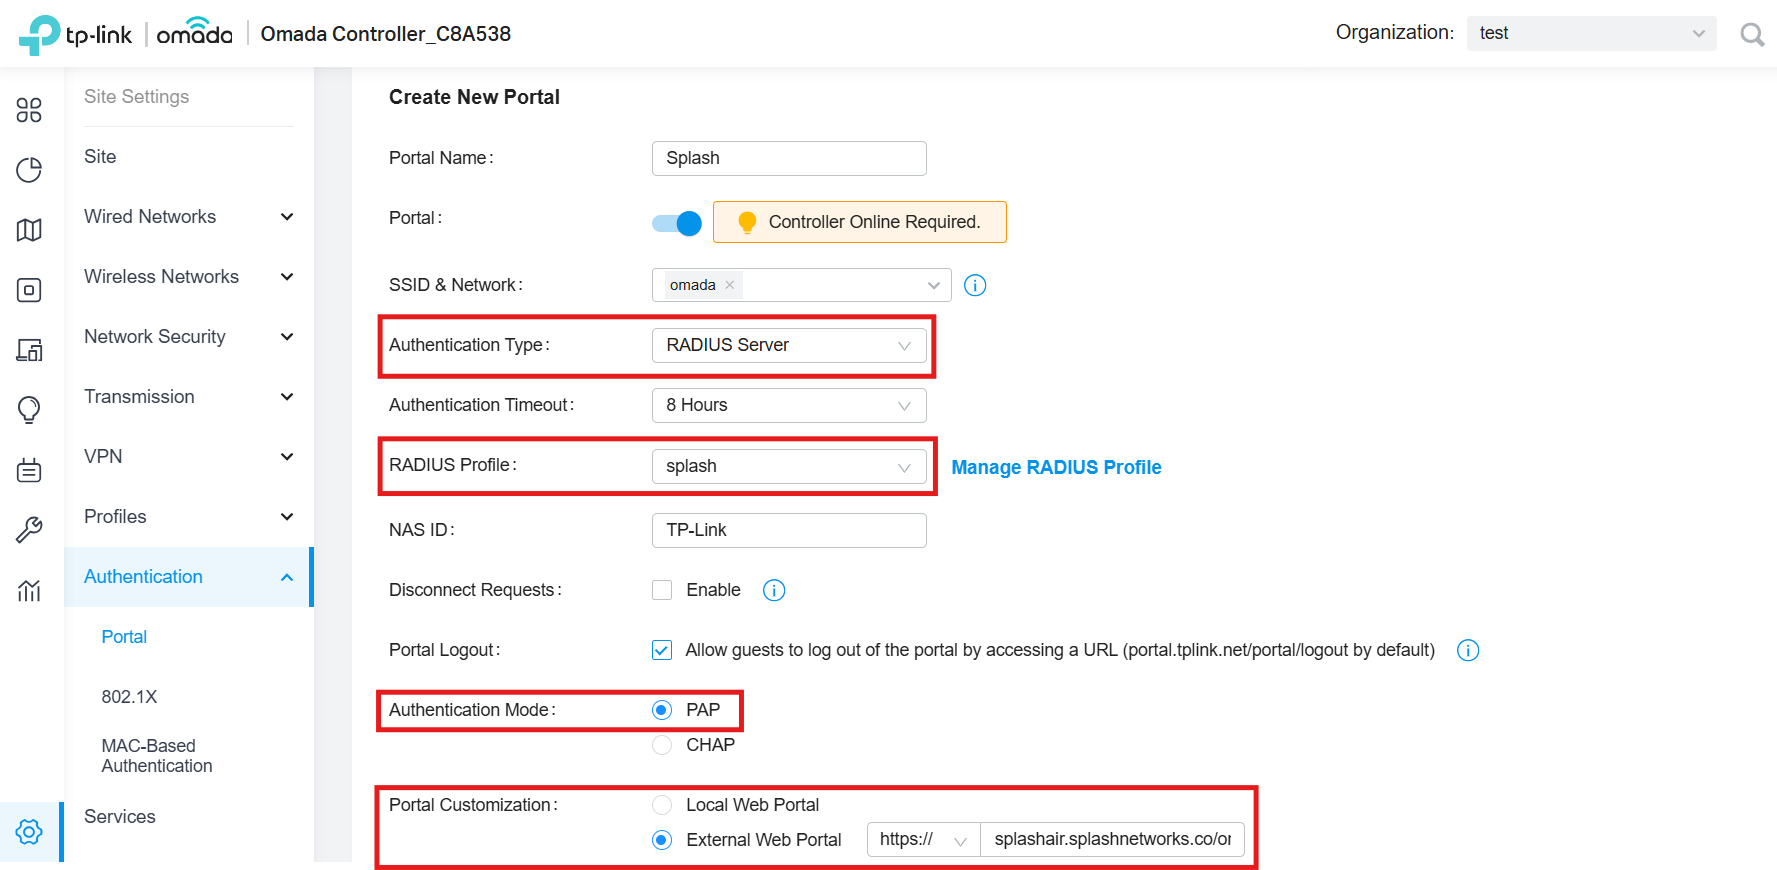 tp-link | omada | Omada Controller_C8A538
Organization: test
Site Settings
Site
Wired Networks
Wireless Networks
Network Security
Transmission
VPN
Profiles
Authentication
Portal
802.1X
MAC-Based
Authentication
Services
Create New Portal
Portal Name: Splash
Portal: Controller Online Required.
SSID & Network: omada ×
Authentication Type: RADIUS Server
Authentication Timeout: 8 Hours
RADIUS Profile: splash Manage RADIUS Profile
NAS ID: TP-Link
Disconnect Requests: Enable
Portal Logout: Allow guests to log out of the portal by accessing a URL (portal.tplink.net/portal/logout by default)
Authentication Mode: PAP
CHAP
Portal Customization: Local Web Portal
External Web Portal https:// splashair.splashnetworks.co/or